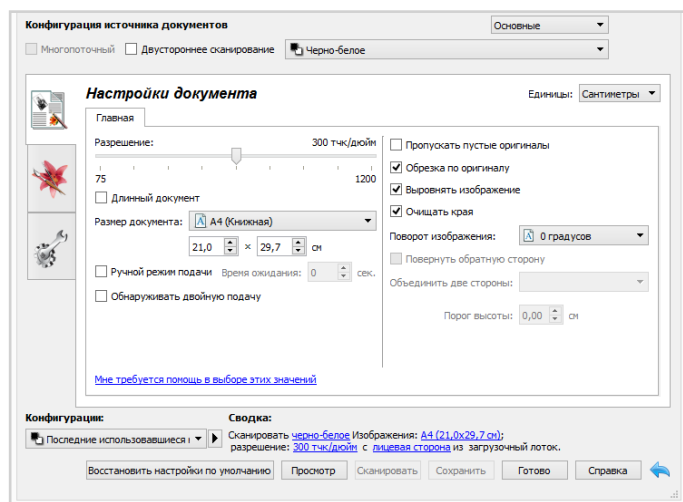 Конфигурация источника документов
Основные
Многопоточный Двустороннее сканирование Черно-белое
Настройки документа
Единицы: Сантиметры
Главная
Разрешение: 300 тчк/дюйм
75 1200
Длинный документ
Размер документа: A4 (Книжная)
21,0 × 29,7 см
Ручной режим подачи Время ожидания: 0 сек.
Обнаруживать двойную подачу
Пропускать пустые оригиналы
Обрезка по оригиналу
Выровнять изображение
Очищать края
Поворот изображения: 0 градусов
Повернуть обратную сторону
Объединить две стороны:
Порог высоты: 0,00 см
Мне требуется помощь в выборе этих значений
Конфигурации: Сводка:
Последние использовавшиеся
Сканировать черно-белое Изображения: A4 (21,0x29,7 см);
разрешение: 300 тчк/дюйм с лицевая сторона из загрузочный лоток.
Восстановить настройки по умолчанию Просмотр Сканировать Сохранить Готово Справка